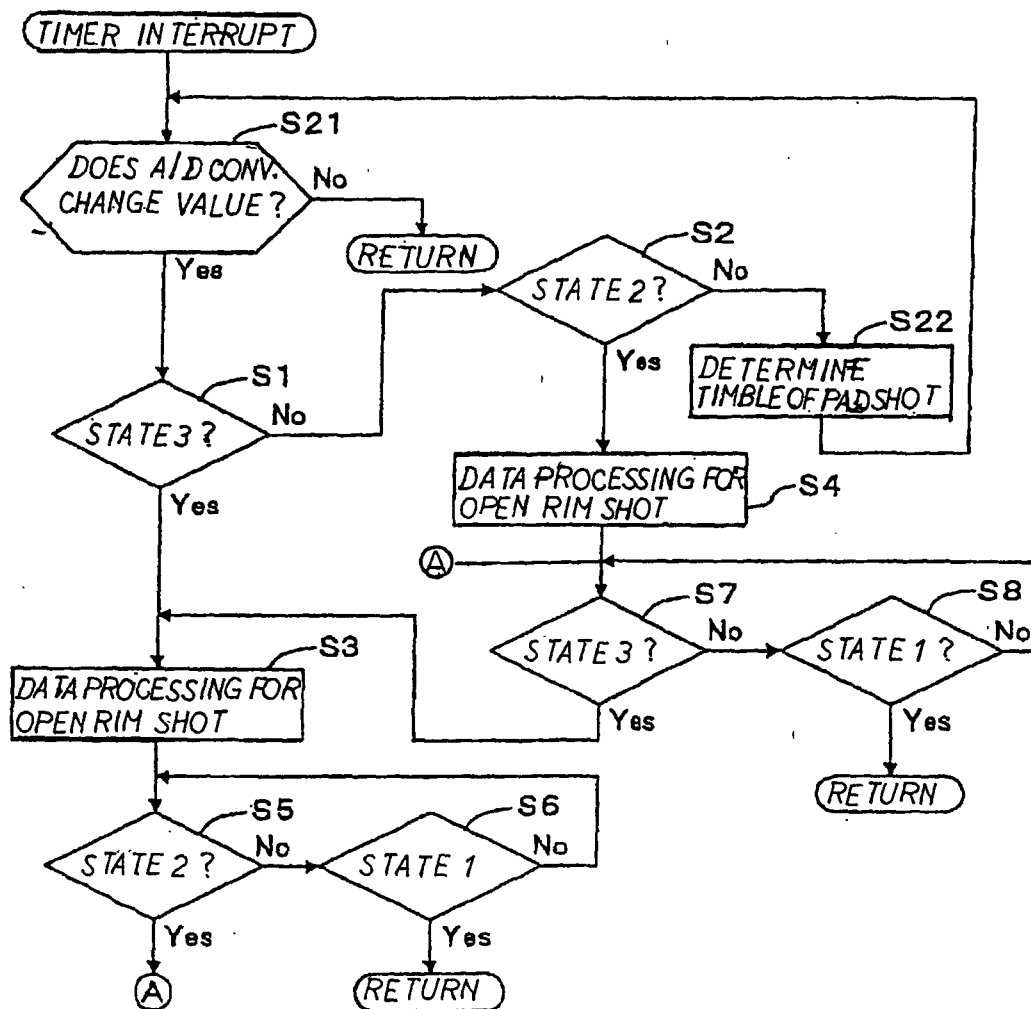 TIMER INTERRUPT
S21
DOES A/D CONV.
CHANGE VALUE?
No
RETURN
Yes
S2
STATE 2?
No
S22
DETERMINE
TIMBLE OF PAD SHOT
Yes
S1
STATE 3?
No
Yes
DATA PROCESSING FOR
OPEN RIM SHOT
S4
A
S7
STATE 3?
No
S8
STATE 1?
No
Yes
Yes
RETURN
S3
DATA PROCESSING FOR
OPEN RIM SHOT
S5
STATE 2?
No
S6
STATE 1
No
Yes
A
Yes
RETURN